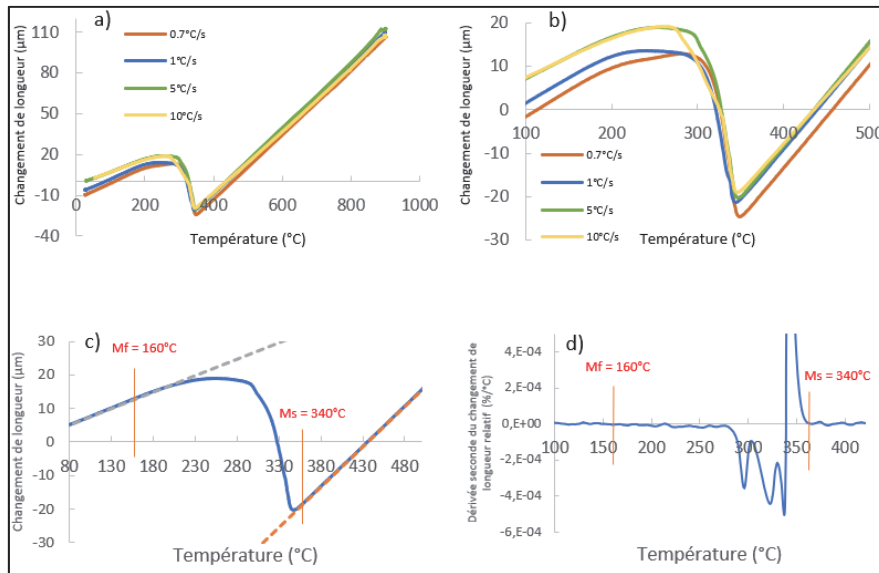 a)
Changement de longueur (µm)
110
80
50
20
-10
-40
0
200
400
600
800
1000
0.7°C/s
1°C/s
5°C/s
10°C/s
Température (°C)
b)
Changement de longueur (µm)
20
10
0
-10
-20
-30
100
200
300
400
500
0.7°C/s
1°C/s
5°C/s
10°C/s
Température (°C)
c)
Changement de longueur (µm)
30
20
10
0
-10
-20
-30
Mf = 160°C
Ms = 340°C
80
180
280
380
480
Température (°C)
d)
Dérivée seconde du changement de
longueur relatif (%/°C)
4,E-04
2,E-04
0,E+00
-2,E-04
-4,E-04
-6,E-04
Mf = 160°C
Ms = 340°C
100
150
200
250
300
350
400
Température (°C)